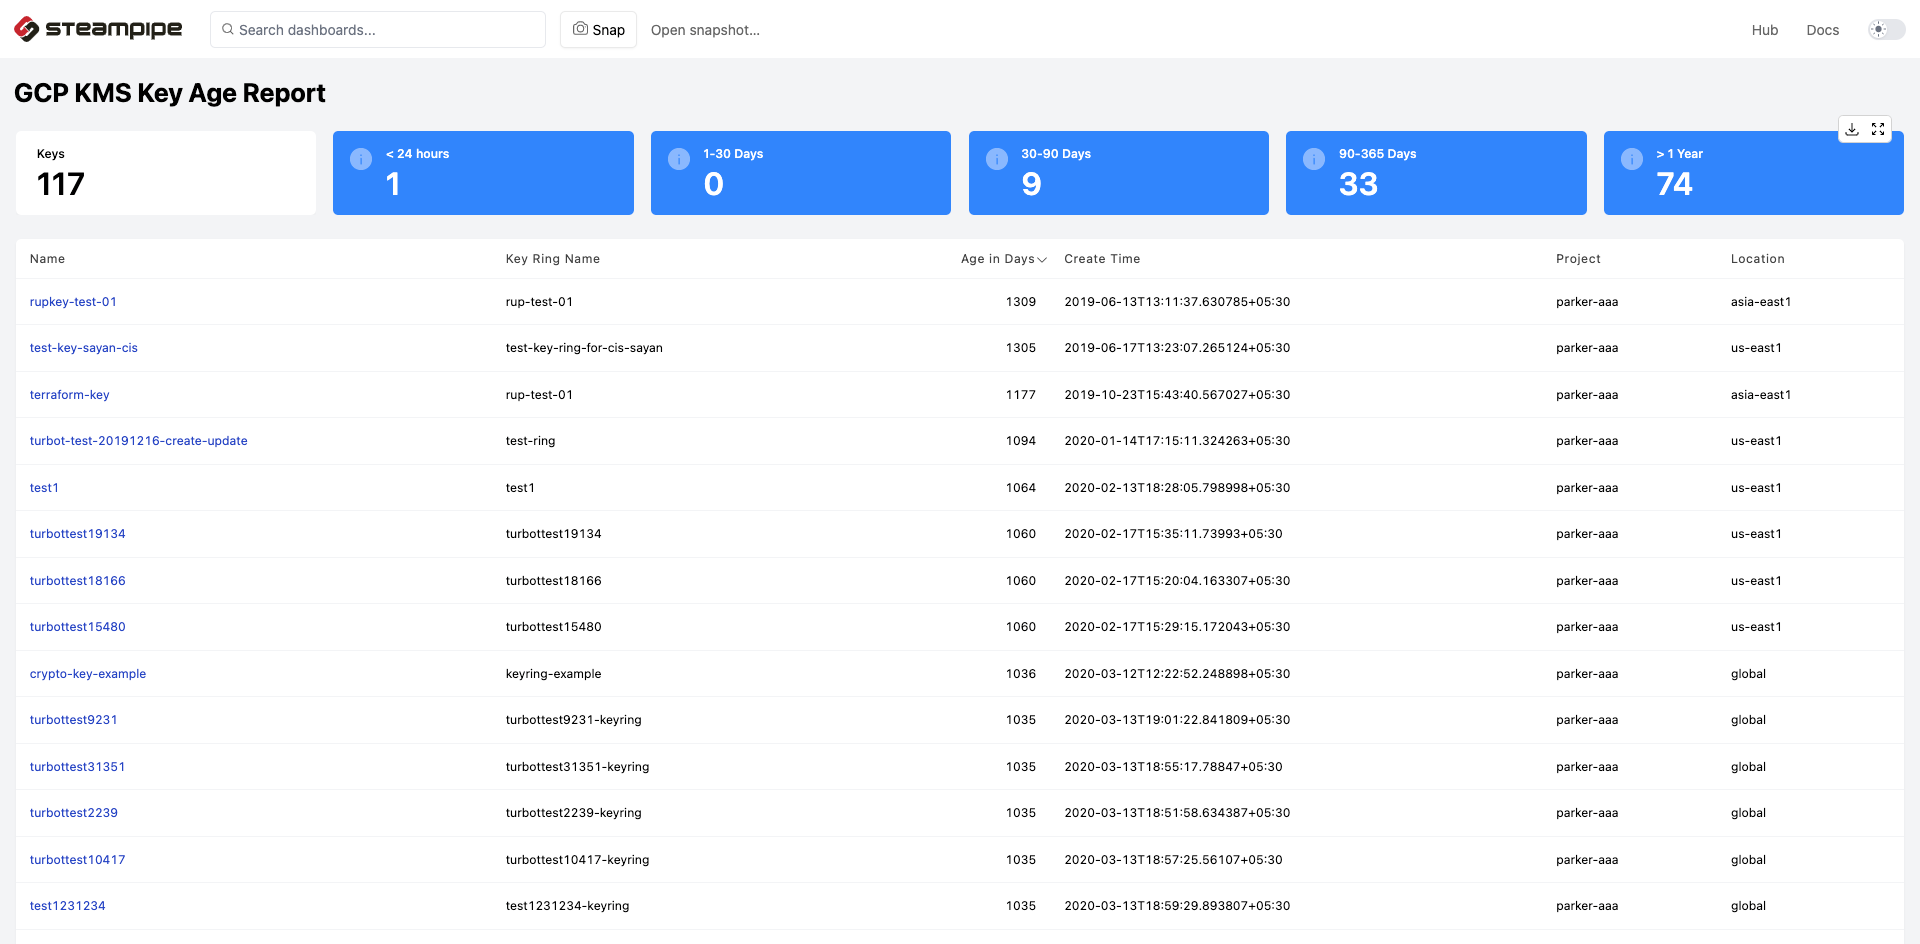 steampipe
Search dashboards...
Snap
Open snapshot...
Hub
Docs
GCP KMS Key Age Report
Keys
117
< 24 hours
1
1-30 Days
0
30-90 Days
9
90-365 Days
33
> 1 Year
74
Name Key Ring Name Age in Days Create Time Project Location
rupkey-test-01 rup-test-01 1309 2019-06-13T13:11:37.630785+05:30 parker-aaa asia-east1
test-key-sayan-cis test-key-ring-for-cis-sayan 1305 2019-06-17T13:23:07.265124+05:30 parker-aaa us-east1
terraform-key rup-test-01 1177 2019-10-23T15:43:40.567027+05:30 parker-aaa asia-east1
turbot-test-20191216-create-update test-ring 1094 2020-01-14T17:15:11.324263+05:30 parker-aaa us-east1
test1 test1 1064 2020-02-13T18:28:05.798998+05:30 parker-aaa us-east1
turbottest19134 turbottest19134 1060 2020-02-17T15:35:11.73993+05:30 parker-aaa us-east1
turbottest18166 turbottest18166 1060 2020-02-17T15:20:04.163307+05:30 parker-aaa us-east1
turbottest15480 turbottest15480 1060 2020-02-17T15:29:15.172043+05:30 parker-aaa us-east1
crypto-key-example keyring-example 1036 2020-03-12T12:22:52.248898+05:30 parker-aaa global
turbottest9231 turbottest9231-keyring 1035 2020-03-13T19:01:22.841809+05:30 parker-aaa global
turbottest31351 turbottest31351-keyring 1035 2020-03-13T18:55:17.78847+05:30 parker-aaa global
turbottest2239 turbottest2239-keyring 1035 2020-03-13T18:51:58.634387+05:30 parker-aaa global
turbottest10417 turbottest10417-keyring 1035 2020-03-13T18:57:25.56107+05:30 parker-aaa global
test1231234 test1231234-keyring 1035 2020-03-13T18:59:29.893807+05:30 parker-aaa global